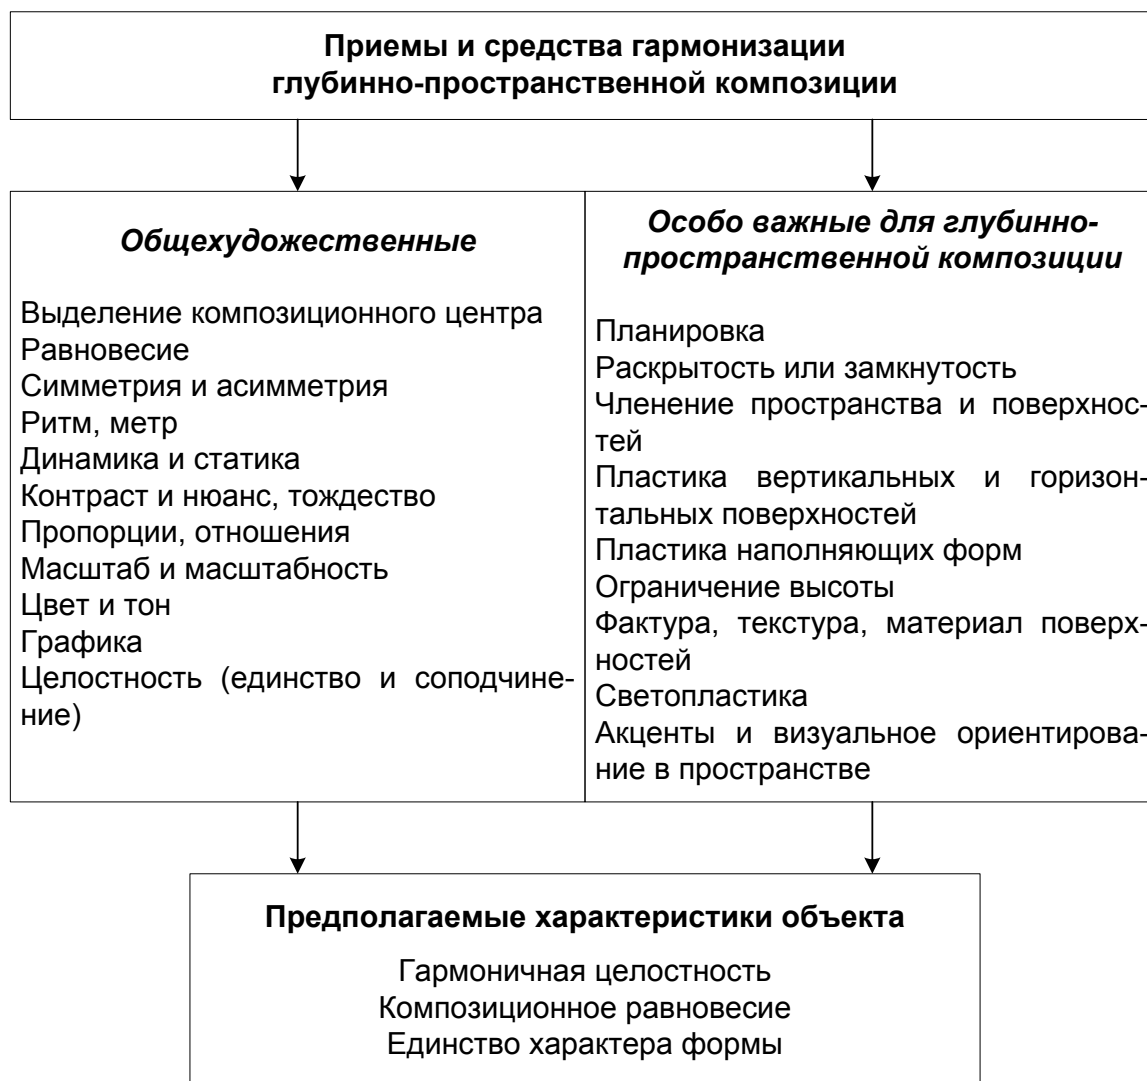 Приемы и средства гармонизации
глубинно-пространственной композиции
Общехудожественные
Выделение композиционного центра
Равновесие
Симметрия и асимметрия
Ритм, метр
Динамика и статика
Контраст и нюанс, тождество
Пропорции, отношения
Масштаб и масштабность
Цвет и тон
Графика
Целостность (единство и соподчине-
ние)
Особо важные для глубинно-
пространственной композиции
Планировка
Раскрытость или замкнутость
Членение пространства и поверхнос-
тей
Пластика вертикальных и горизон-
тальных поверхностей
Пластика наполняющих форм
Ограничение высоты
Фактура, текстура, материал поверх-
ностей
Светопластика
Акценты и визуальное ориентирова-
ние в пространстве
Предполагаемые характеристики объекта
Гармоничная целостность
Композиционное равновесие
Единство характера формы